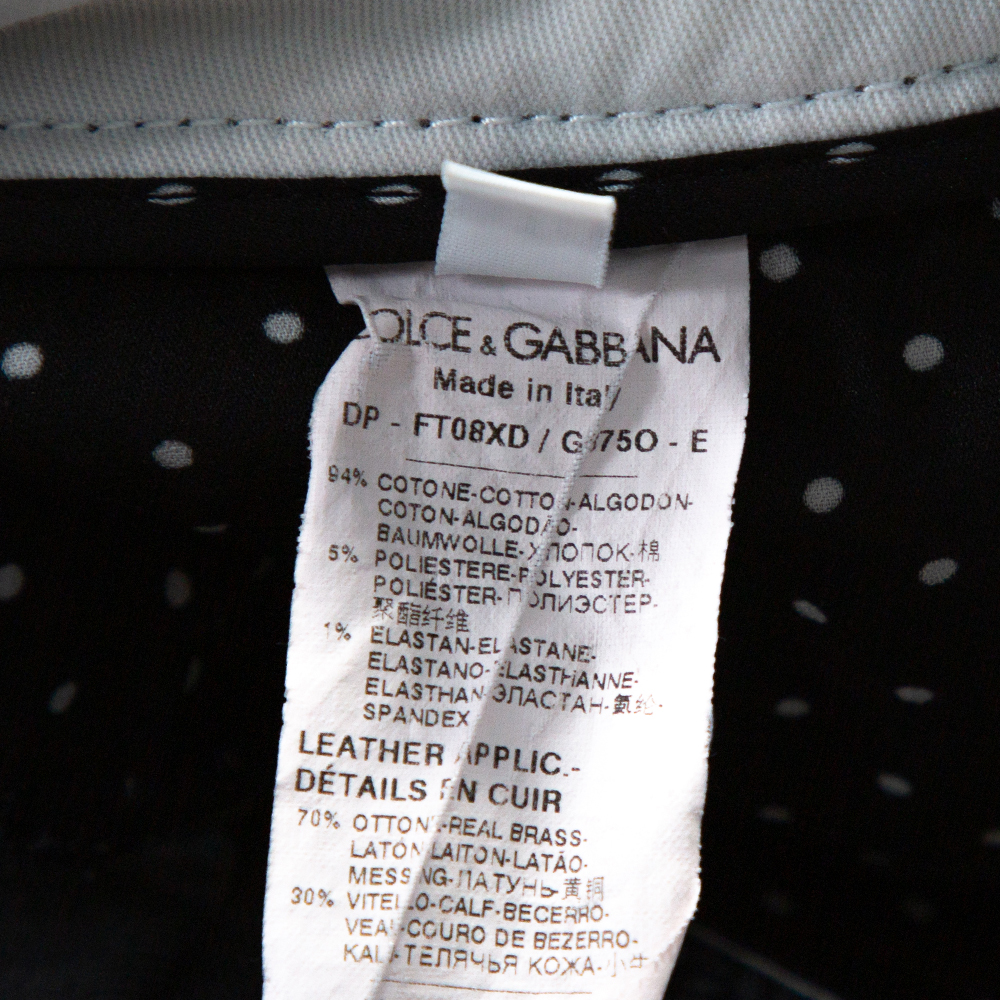 DOLCE & GABBANA
Made in Italy
DP - FT08XD / G 750 - E
94% COTONE-COTTON-ALGODON-
COTON-ALGODÃO-
BAUMWOLLE-ХЛОПОК-棉
5% POLIESTERE-POLYESTER-
POLIÉSTER-ПОЛИЭСТЕР-
聚酯纤维
1% ELASTAN-ELASTANE-
ELASTANO-ELASTHANNE-
ELASTHAN-ЭЛАСТАН-氨纶-
SPANDEX
LEATHER APPLIC.-
DÉTAILS EN CUIR
70% OTTONE-REAL BRASS-
LATÓN-LAITON-LATÃO-
MESSING-ЛАТУНЬ-黄铜
30% VITELLO-CALF-BECERRO-
VEAU-COURO DE BEZERRO-
KALB-ТЕЛЯЧЬЯ КОЖА-小牛